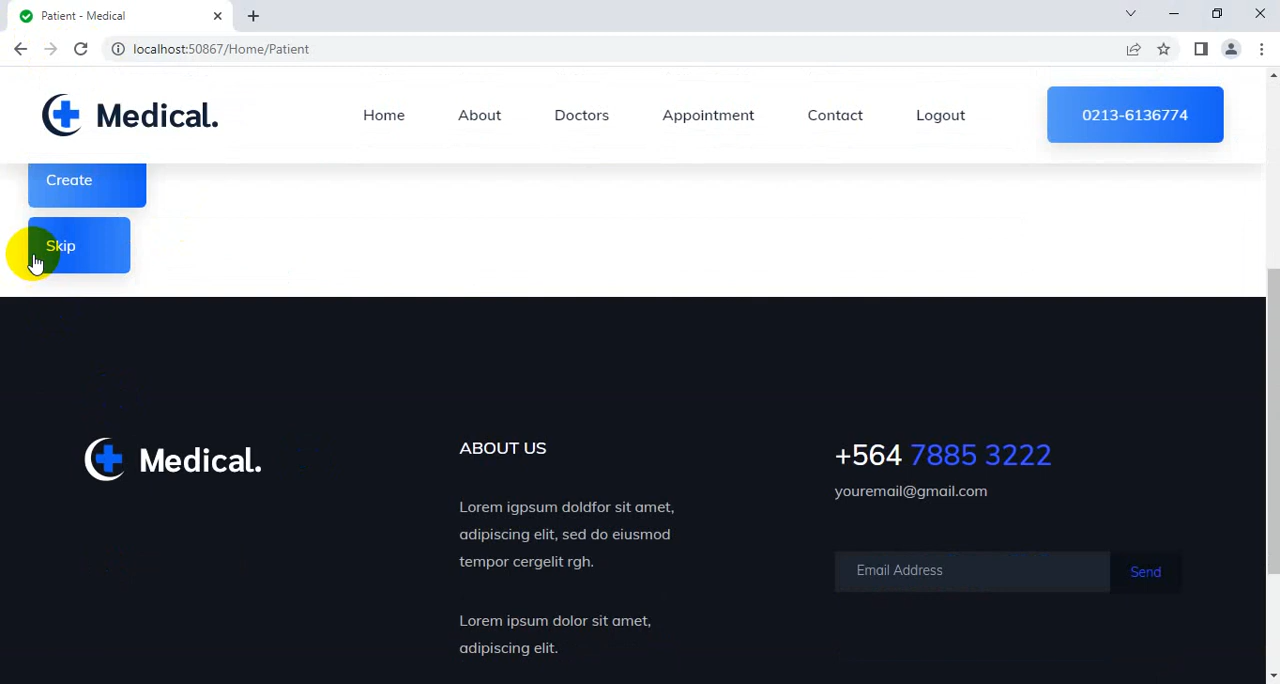 Patient - Medical
localhost:50867/Home/Patient
Medical.
Home
About
Doctors
Appointment
Contact
Logout
0213-6136774
Create
Skip
Medical.
ABOUT US
Lorem igpsum doldfor sit amet,
adipiscing elit, sed do eiusmod
tempor cergelit rgh.
Lorem ipsum dolor sit amet,
adipiscing elit.
+564 7885 3222
youremail@gmail.com
Email Address
Send